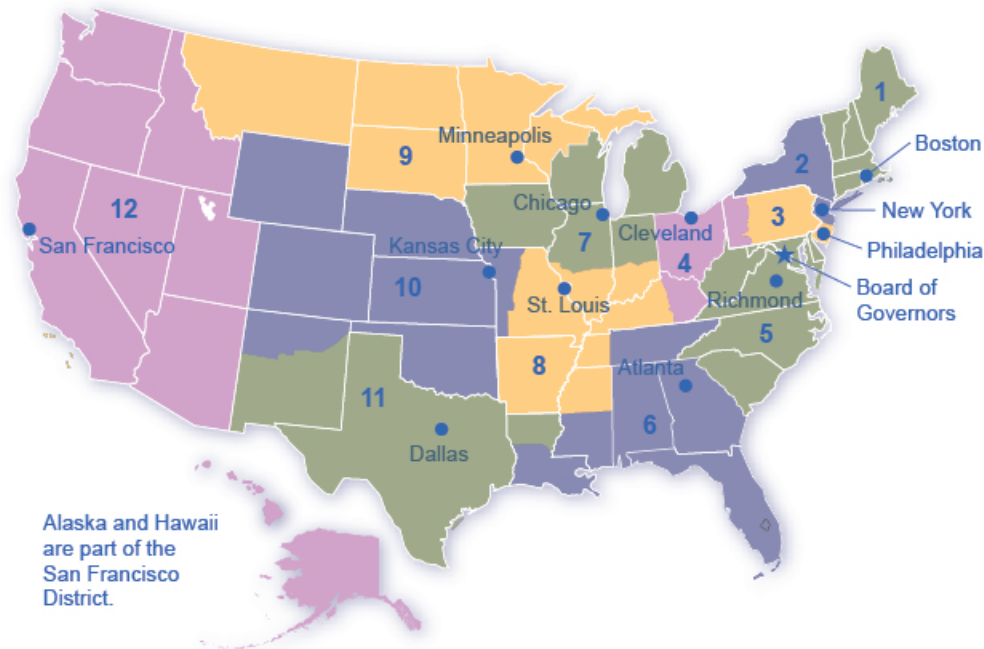 1
Boston
Minneapolis
9
2
12
Chicago
3
New York
San Francisco
Kansas City
7
Cleveland
Philadelphia
4
10
St. Louis
Richmond
Board of
Governors
5
8
Atlanta
11
6
Dallas
Alaska and Hawaii
are part of the
San Francisco
District.